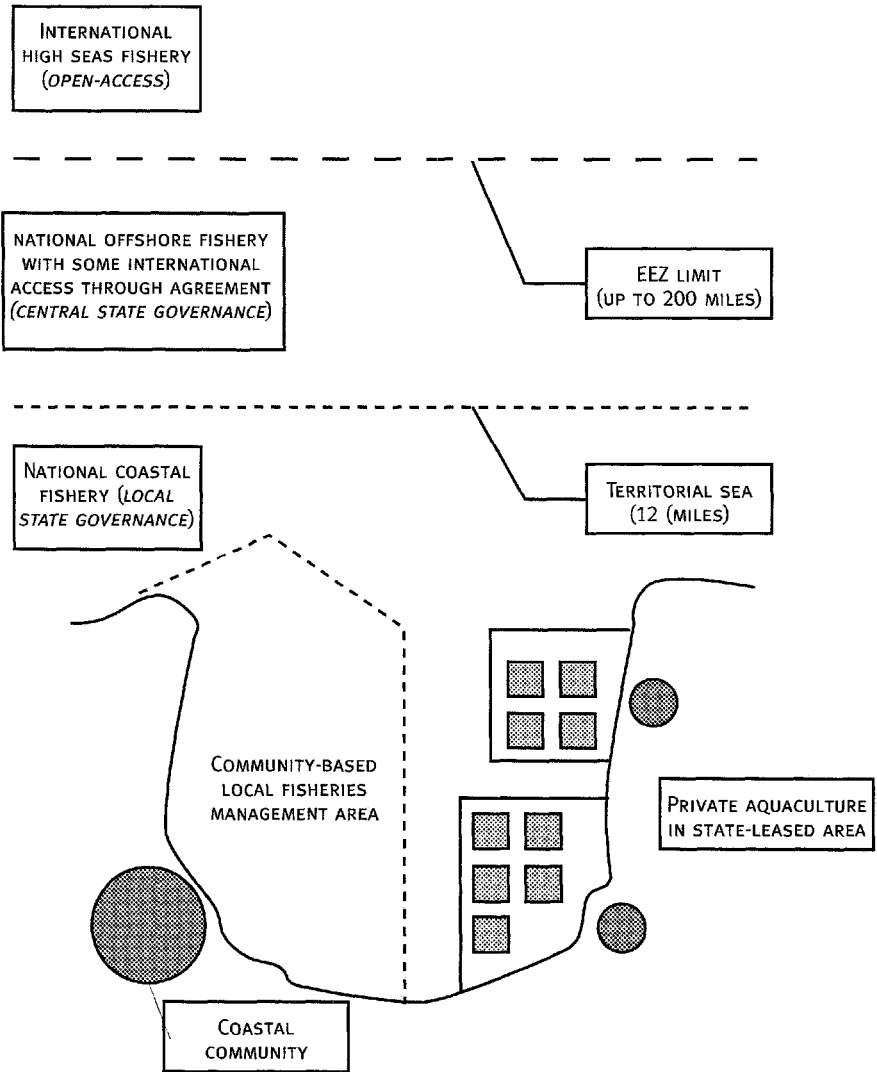 INTERNATIONAL
HIGH SEAS FISHERY
(OPEN-ACCESS)
NATIONAL OFFSHORE FISHERY
WITH SOME INTERNATIONAL
ACCESS THROUGH AGREEMENT
(CENTRAL STATE GOVERNANCE)
EEZ LIMIT
(UP TO 200 MILES)
NATIONAL COASTAL
FISHERY (LOCAL
STATE GOVERNANCE)
TERRITORIAL SEA
(12 (MILES)
COMMUNITY-BASED
LOCAL FISHERIES
MANAGEMENT AREA
PRIVATE AQUACULTURE
IN STATE-LEASED AREA
COASTAL
COMMUNITY